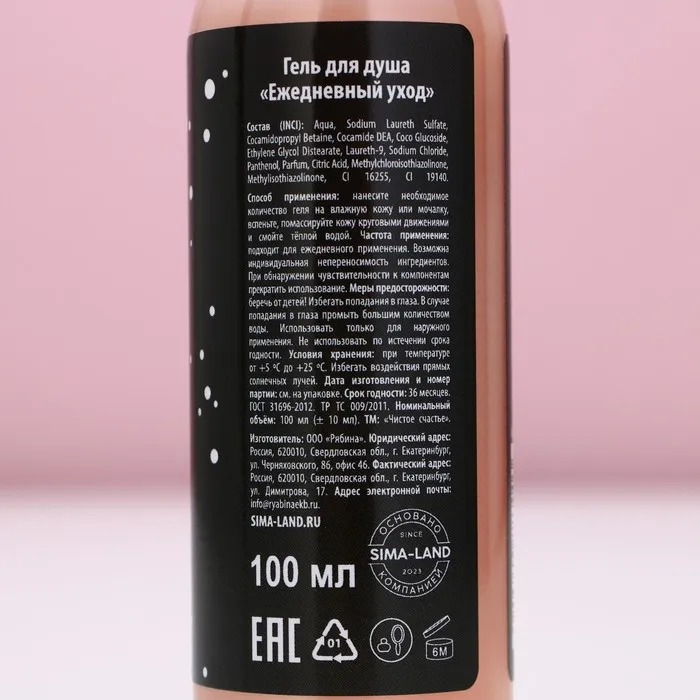 Гель для душа
«Ежедневный уход»
Состав (INCI): Aqua, Sodium Laureth Sulfate,
Cocamidopropyl Betaine, Cocamide DEA, Coco Glucoside,
Ethylene Glycol Distearate, Laureth-9, Sodium Chloride,
Panthenol, Parfum, Citric Acid, Methylchloroisothiazolinone,
Methylisothiazolinone, CI 16255, CI 19140.
Способ применения: нанесите необходимое
количество геля на влажную кожу или мочалку,
вспеньте, помассируйте кожу круговыми движениями
и смойте тёплой водой. Частота применения:
подходит для ежедневного применения. Возможна
индивидуальная непереносимость ингредиентов.
При обнаружении чувствительности к компонентам
прекратить использование. Меры предосторожности:
беречь от детей! Избегать попадания в глаза. В случае
попадания в глаза промыть большим количеством
воды. Использовать только для наружного
применения. Не использовать по истечении срока
годности. Условия хранения: при температуре
от +5 ºС до +25 ºС. Избегать воздействия прямых
солнечных лучей. Дата изготовления и номер
партии: см. на упаковке. Срок годности: 36 месяцев.
ГОСТ 31696-2012. ТР ТС 009/2011. Номинальный
объём: 100 мл (± 10 мл). ТМ: «Чистое счастье».
Изготовитель: ООО «Рябина». Юридический адрес:
Россия, 620010, Свердловская обл., г. Екатеринбург,
ул. Черняховского, 86, офис 46. Фактический адрес:
Россия, 620010, Свердловская обл., г. Екатеринбург,
ул. Димитрова, 17. Адрес электронной почты:
info@ryabinaekb.ru
SIMA-LAND.RU
100 мл
ОСНОВАНО
SINCE
SIMA-LAND
2023
КОМПАНИЕЙ
EAC
01
6M